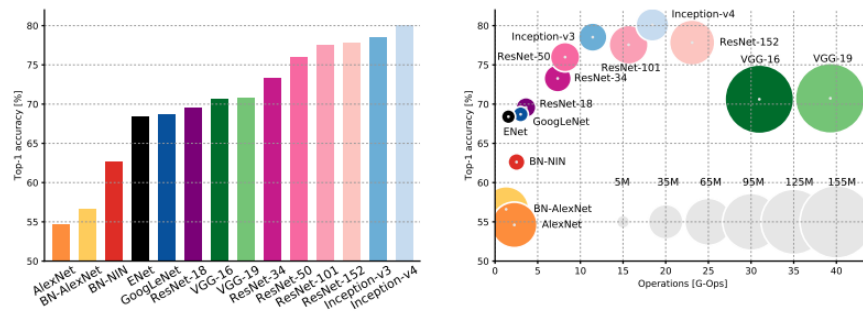 Top-1 accuracy [%]
80
75
70
65
60
55
50
AlexNet
BN-AlexNet
BN-NIN
ENet
GoogLeNet
ResNet-18
VGG-16
VGG-19
ResNet-34
ResNet-50
ResNet-101
ResNet-152
Inception-v3
Inception-v4
Top-1 accuracy [%]
80
75
70
65
60
55
50
Inception-v4
Inception-v3
ResNet-152
ResNet-50
ResNet-101
VGG-16
VGG-19
ResNet-34
ResNet-18
GoogLeNet
ENet
BN-NIN
5M 35M 65M 95M 125M 155M
BN-AlexNet
AlexNet
0 5 10 15 20 25 30 35 40
Operations [G-Ops]